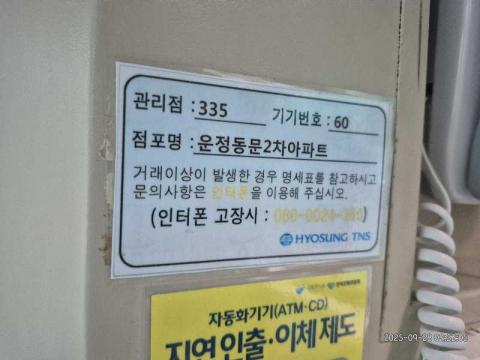 관리점 : 335 기기번호 : 60
점포명 : 운정동문2차아파트
거래이상이 발생한 경우 명세표를 참고하시고
문의사항은 인터폰을 이용해 주십시오.
(인터폰 고장시 : 080-0024-)
HYOSUNG TNS
자동화기기(ATM·CD)
지연 인출·이체 제도
2025-09-